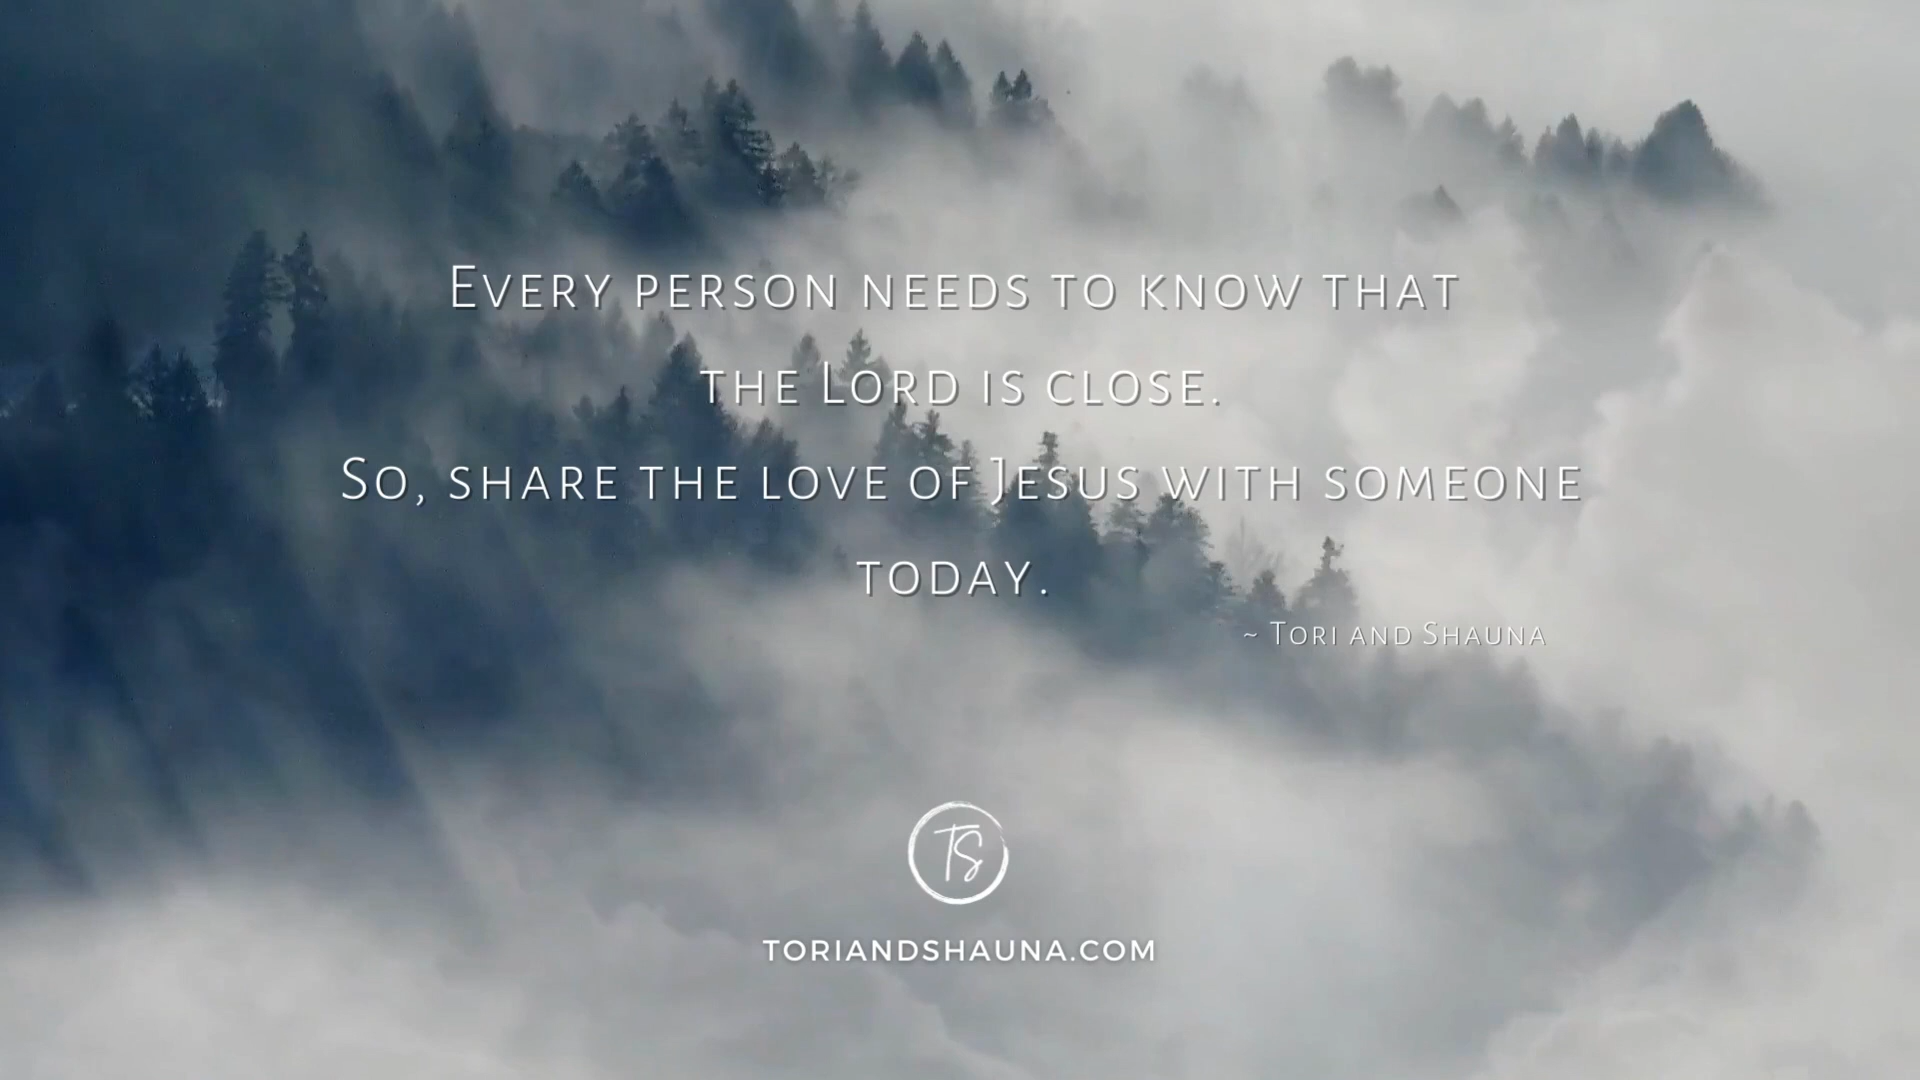 Every person needs to know that
the Lord is close.
So, share the love of Jesus with someone
today.
~ Tori and Shauna
TS
TORIANDSHAUNA.COM